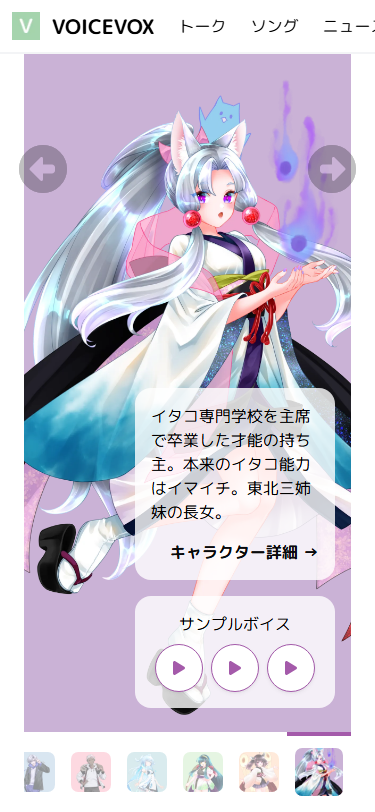 V VOICEVOX トーク ソング ニュース
イタコ専門学校を主席
で卒業した才能の持ち
主。本来のイタコ能力
はイマイチ。東北三姉
妹の長女。
キャラクター詳細 →
サンプルボイス